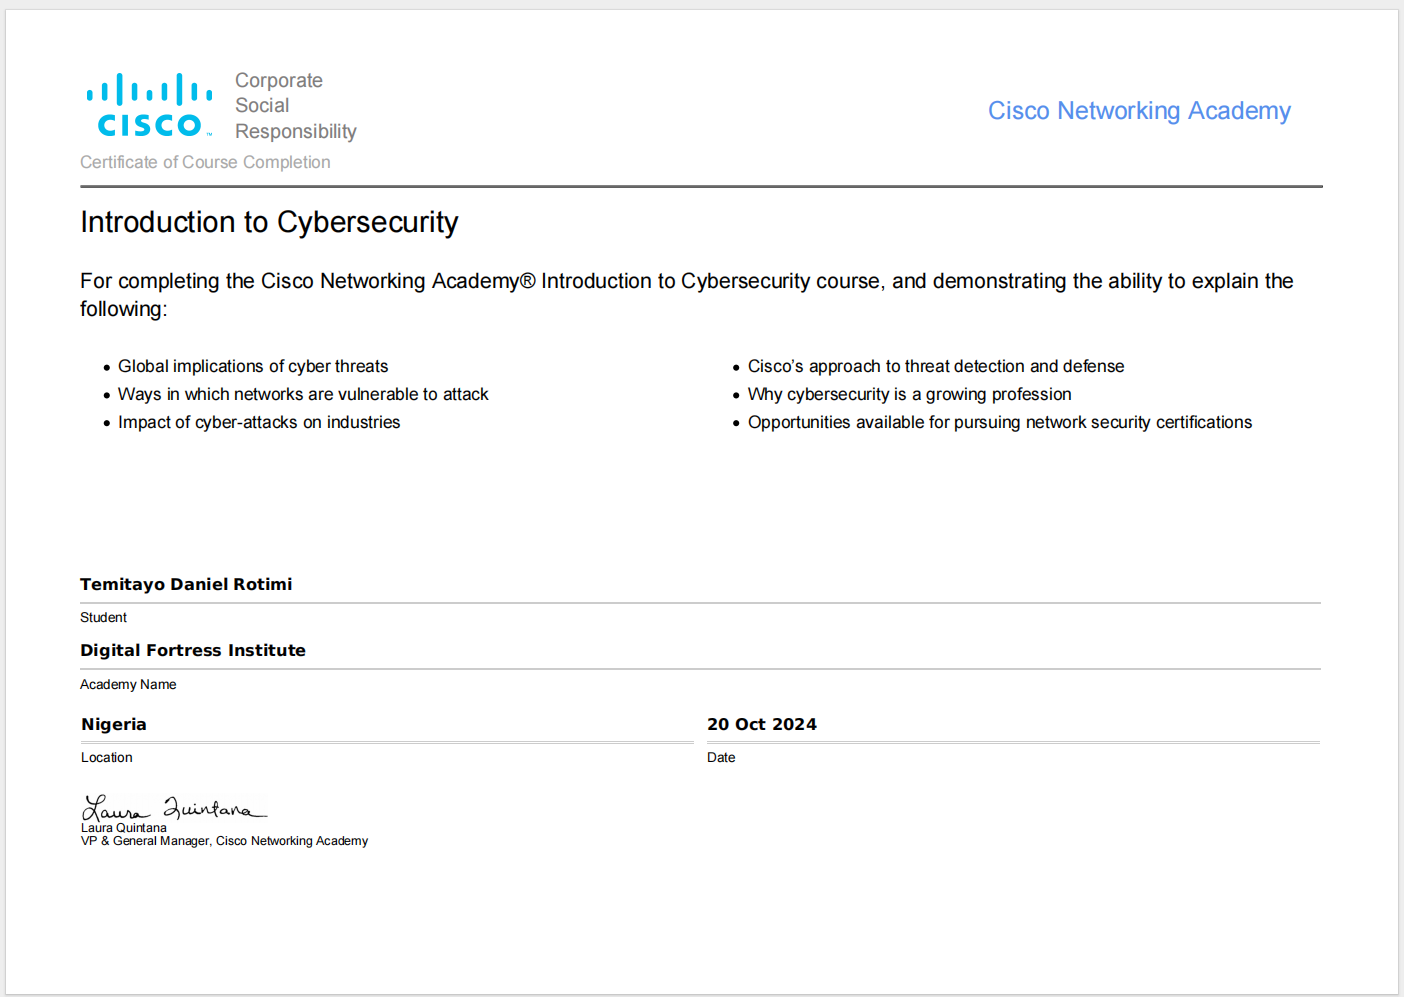 CISCO™
Corporate
Social
Responsibility
Cisco Networking Academy
Certificate of Course Completion
Introduction to Cybersecurity
For completing the Cisco Networking Academy® Introduction to Cybersecurity course, and demonstrating the ability to explain the
following:
• Global implications of cyber threats
• Ways in which networks are vulnerable to attack
• Impact of cyber-attacks on industries
• Cisco’s approach to threat detection and defense
• Why cybersecurity is a growing profession
• Opportunities available for pursuing network security certifications
Temitayo Daniel Rotimi
Student
Digital Fortress Institute
Academy Name
Nigeria
Location
20 Oct 2024
Date
Laura Quintana
Laura Quintana
VP & General Manager, Cisco Networking Academy